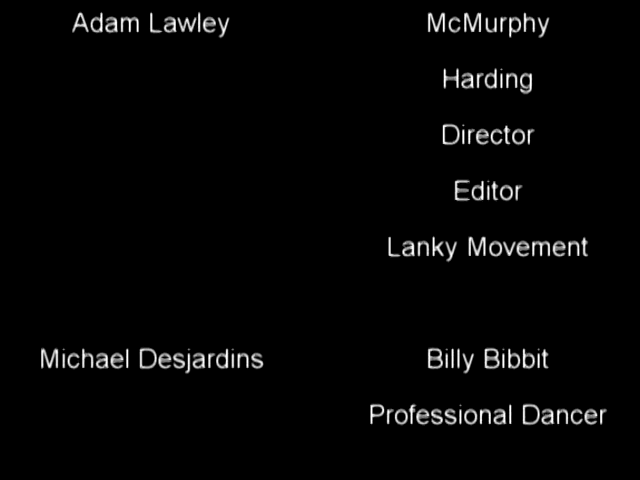 Adam Lawley McMurphy
Harding
Director
Editor
Lanky Movement
Michael Desjardins Billy Bibbit
Professional Dancer